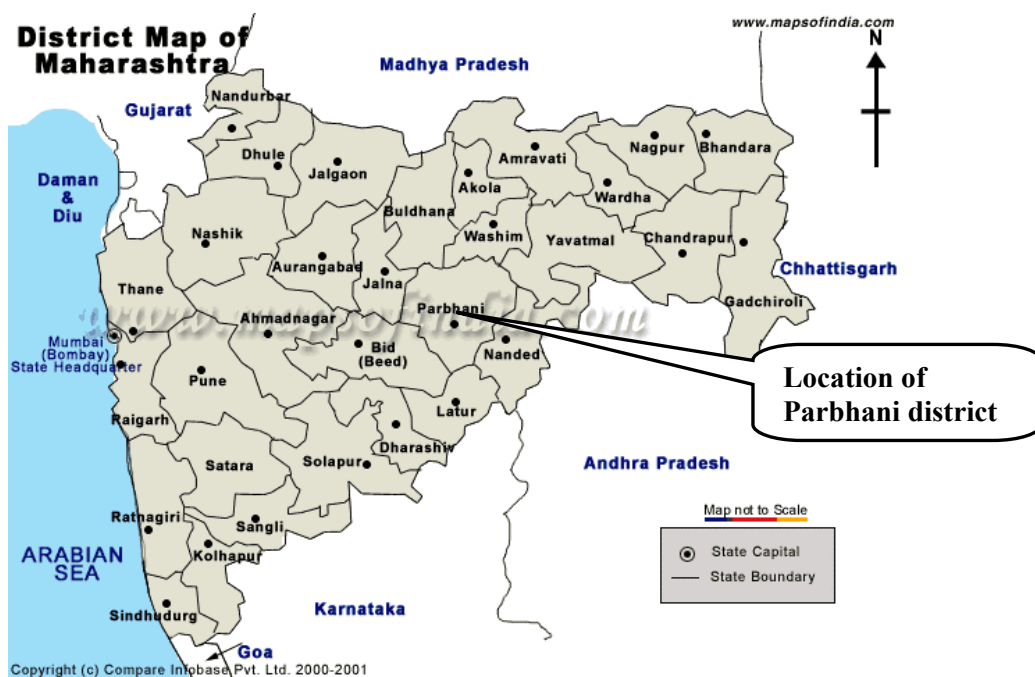 www.mapsofindia.com
District Map of
Maharashtra
N
Madhya Pradesh
Gujarat
Nandurbar
Dhule
Jalgaon
Amravati
Nagpur
Bhandara
Daman
&
Diu
Akola
Wardha
Buldhana
Nashik
Washim
Yavatmal
Chandrapur
Aurangabad
Jalna
Chhattisgarh
Thane
Gadchiroli
Parbhani
www.mapsofindia.com
Ahmadnagar
Mumbai
(Bombay)
State Headquarter
Bid
(Beed)
Nanded
Pune
Location of
Parbhani district
Raigarh
Latur
Dharashiv
Satara
Solapur
Andhra Pradesh
Ratnagiri
Sangli
Map not to Scale
ARABIAN
SEA
Kolhapur
State Capital
State Boundary
Sindhudurg
Karnataka
Goa
Copyright (c) Compare Infobase Pvt. Ltd. 2000-2001